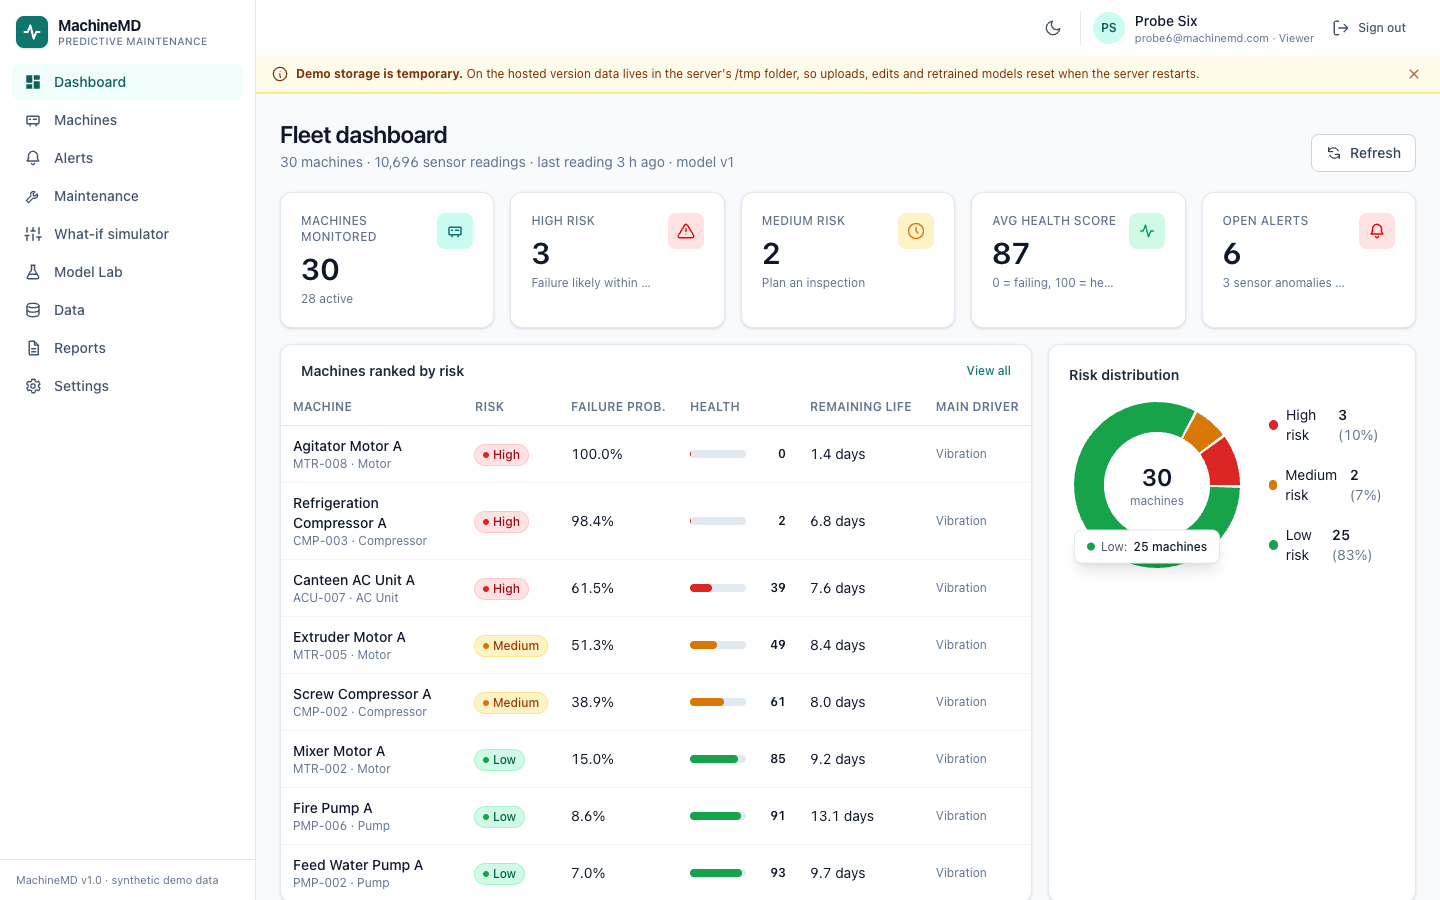 MachineMD
PREDICTIVE MAINTENANCE
Dashboard
Machines
Alerts
Maintenance
What-if simulator
Model Lab
Data
Reports
Settings
MachineMD v1.0 · synthetic demo data
PS
Probe Six
probe6@machinemd.com · Viewer
Sign out
Demo storage is temporary. On the hosted version data lives in the server's /tmp folder, so uploads, edits and retrained models reset when the server restarts.
Fleet dashboard
30 machines · 10,696 sensor readings · last reading 3 h ago · model v1
Refresh
MACHINES
MONITORED
30
28 active
HIGH RISK
3
Failure likely within ...
MEDIUM RISK
2
Plan an inspection
AVG HEALTH SCORE
87
0 = failing, 100 = he...
OPEN ALERTS
6
3 sensor anomalies ...
Machines ranked by risk
View all
MACHINE RISK FAILURE PROB. HEALTH REMAINING LIFE MAIN DRIVER
Agitator Motor A
MTR-008 · Motor
High 100.0% 0 1.4 days Vibration
Refrigeration
Compressor A
CMP-003 · Compressor
High 98.4% 2 6.8 days Vibration
Canteen AC Unit A
ACU-007 · AC Unit
High 61.5% 39 7.6 days Vibration
Extruder Motor A
MTR-005 · Motor
Medium 51.3% 49 8.4 days Vibration
Screw Compressor A
CMP-002 · Compressor
Medium 38.9% 61 8.0 days Vibration
Mixer Motor A
MTR-002 · Motor
Low 15.0% 85 9.2 days Vibration
Fire Pump A
PMP-006 · Pump
Low 8.6% 91 13.1 days Vibration
Feed Water Pump A
PMP-002 · Pump
Low 7.0% 93 9.7 days Vibration
Risk distribution
30
machines
Low: 25 machines
High risk 3 (10%)
Medium risk 2 (7%)
Low risk 25 (83%)